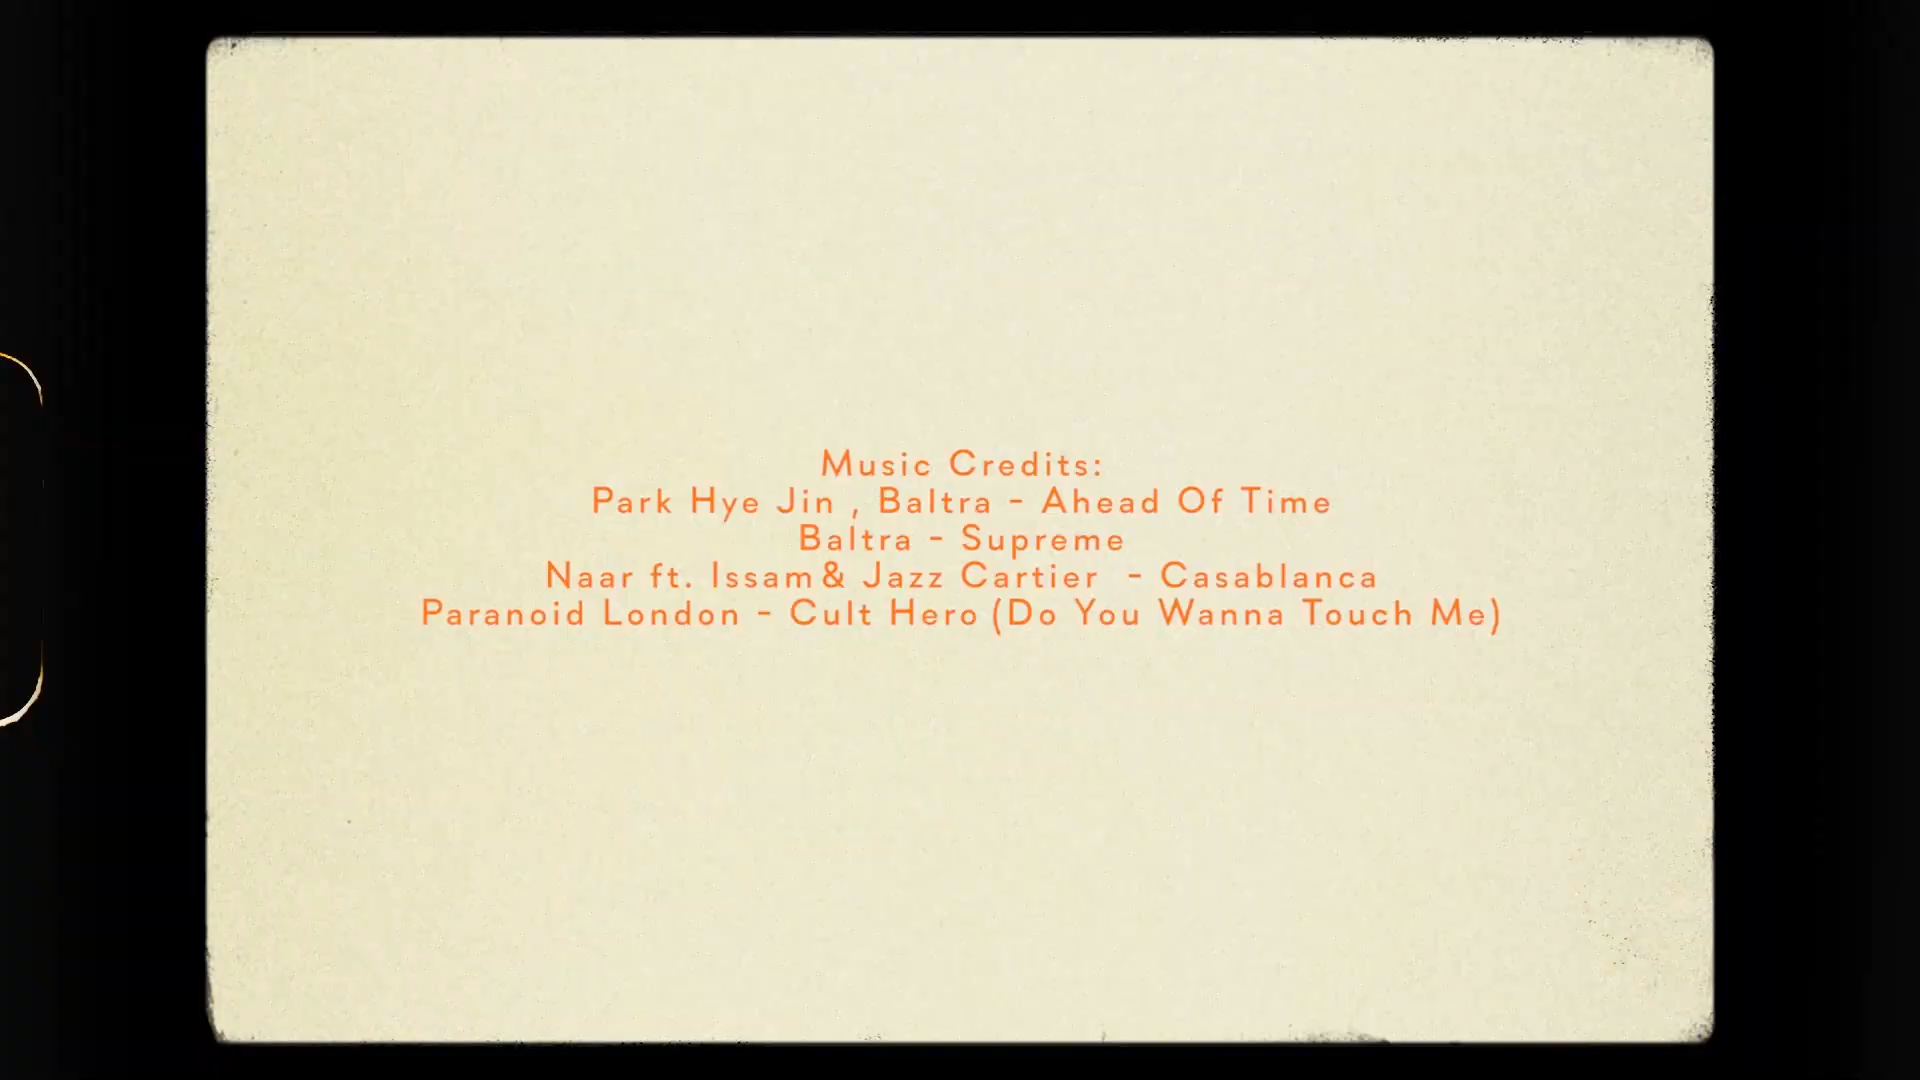 Music Credits:
Park Hye Jin , Baltra - Ahead Of Time
Baltra - Supreme
Naar ft. Issam & Jazz Cartier - Casablanca
Paranoid London - Cult Hero (Do You Wanna Touch Me)